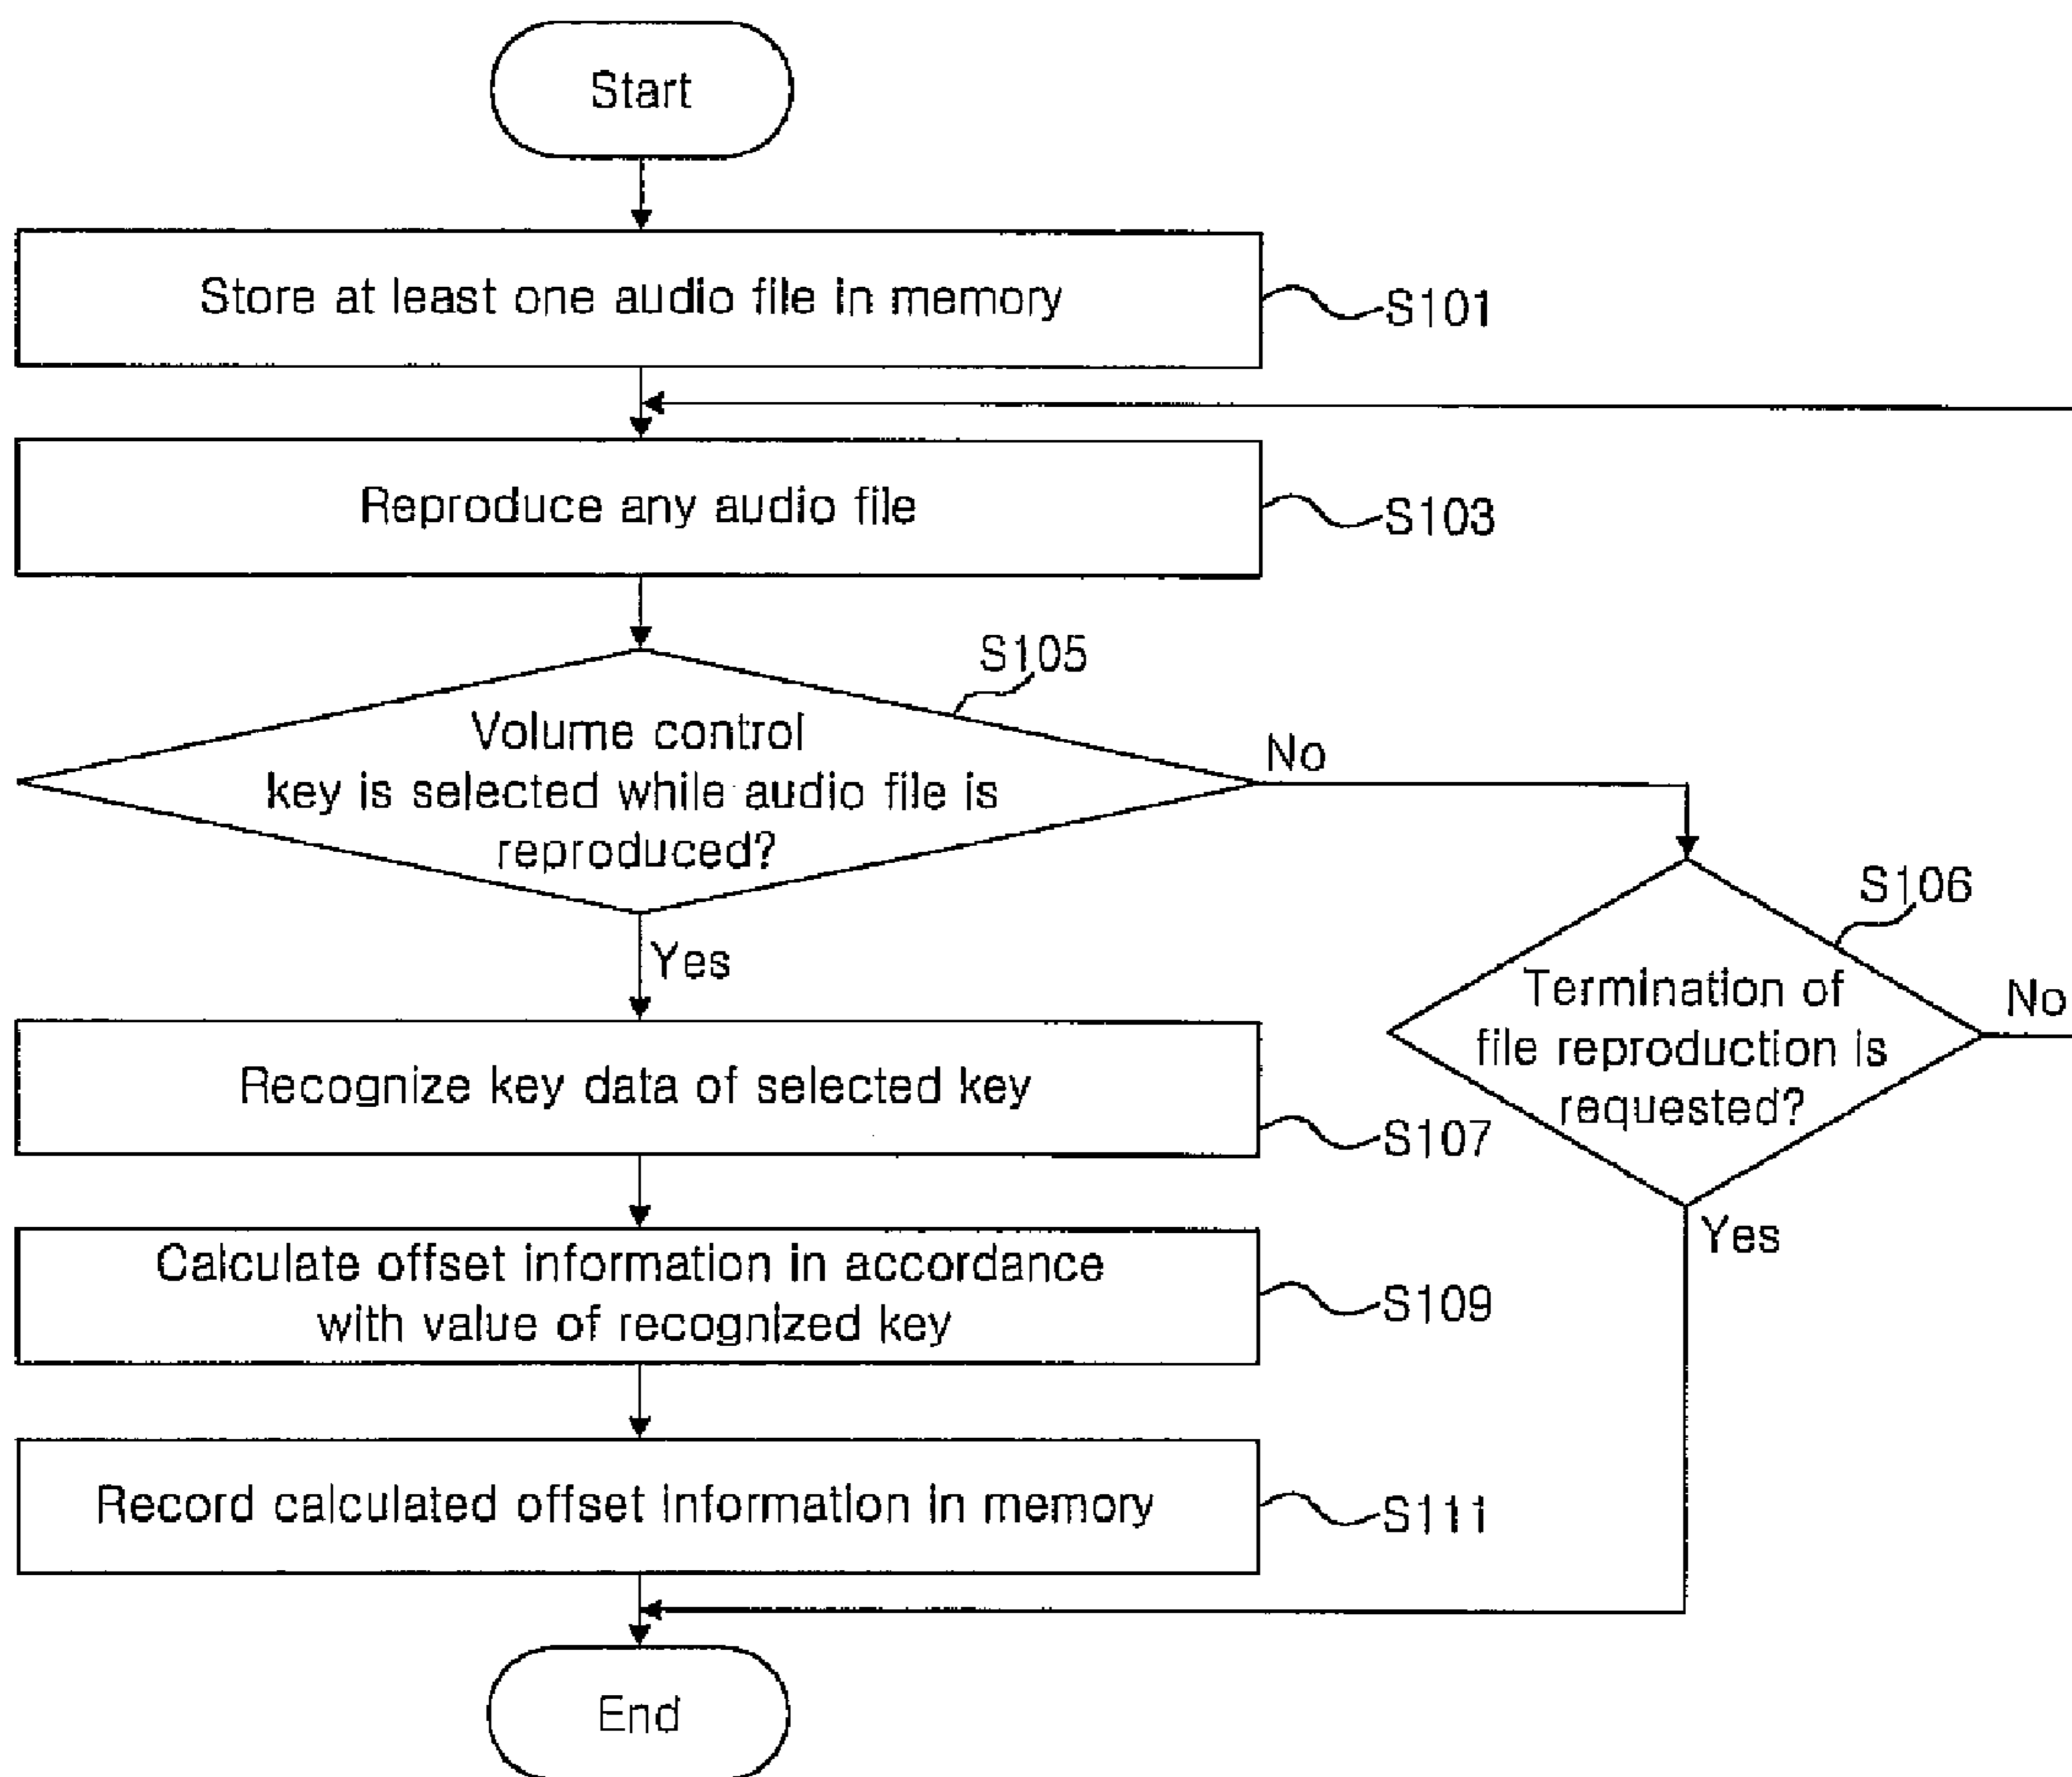 Start
Store at least one audio file in memory
S101
Reproduce any audio file
S103
S105
Volume control
key is selected while audio file is
reproduced?
No
Yes
S106
Termination of
file reproduction is
requested?
No
Yes
Recognize key data of selected key
S107
Calculate offset information in accordance
with value of recognized key
S109
Record calculated offset information in memory
S111
End